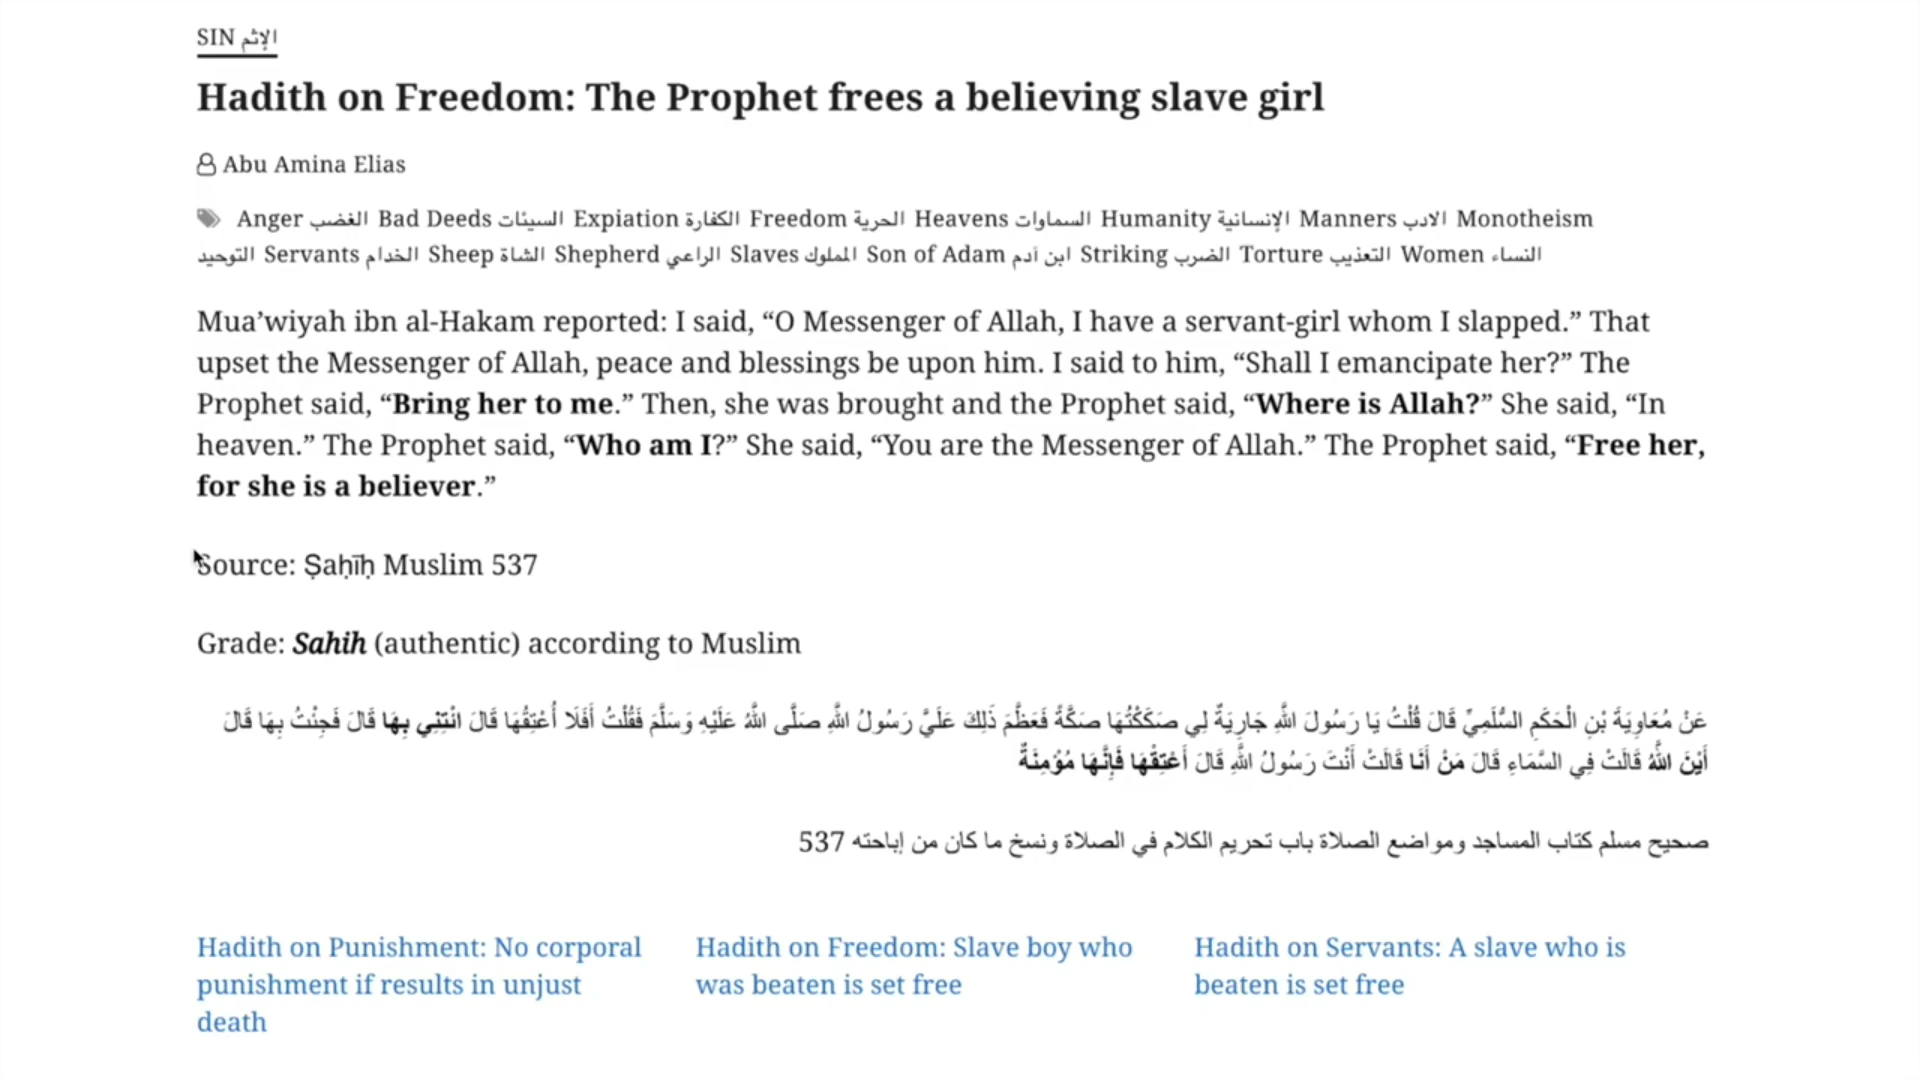 SIN الإثم
Hadith on Freedom: The Prophet frees a believing slave girl
Abu Amina Elias
Anger الغضب Bad Deeds السيئات Expiation الكفارة Freedom الحرية Heavens السماوات Humanity الإنسانية Manners الادب Monotheism
التوحيد Servants الخدام Sheep الشاة Shepherd الراعي Slaves الملوك Son of Adam ابن آدم Striking الضرب Torture التعذيب Women النساء
Mua’wiyah ibn al-Hakam reported: I said, “O Messenger of Allah, I have a servant-girl whom I slapped.” That
upset the Messenger of Allah, peace and blessings be upon him. I said to him, “Shall I emancipate her?” The
Prophet said, “Bring her to me.” Then, she was brought and the Prophet said, “Where is Allah?” She said, “In
heaven.” The Prophet said, “Who am I?” She said, “You are the Messenger of Allah.” The Prophet said, “Free her,
for she is a believer.”
Source: Ṣaḥīḥ Muslim 537
Grade: Sahih (authentic) according to Muslim
عَنْ مُعَاوِيَةَ بْنِ الْحَكَمِ السُّلَمِيِّ قَالَ قُلْتُ يَا رَسُولَ اللَّهِ جَارِيَةٌ لِي صَكَكْتُهَا صَكَّةً فَعَظَّمَ ذَلِكَ عَلَيَّ رَسُولُ اللَّهِ صَلَّى اللَّهُ عَلَيْهِ وَسَلَّمَ فَقُلْتُ أَفَلَا أُعْتِقُهَا قَالَ ائْتِنِي بِهَا قَالَ فَجِئْتُ بِهَا قَالَ
أَيْنَ اللَّهُ قَالَتْ فِي السَّمَاءِ قَالَ مَنْ أَنَا قَالَتْ أَنْتَ رَسُولُ اللَّهِ قَالَ أَعْتِقْهَا فَإِنَّهَا مُؤْمِنَةٌ
صحيح مسلم كتاب المساجد ومواضع الصلاة باب تحريم الكلام في الصلاة ونسخ ما كان من إباحته 537
Hadith on Punishment: No corporal
punishment if results in unjust
death
Hadith on Freedom: Slave boy who
was beaten is set free
Hadith on Servants: A slave who is
beaten is set free